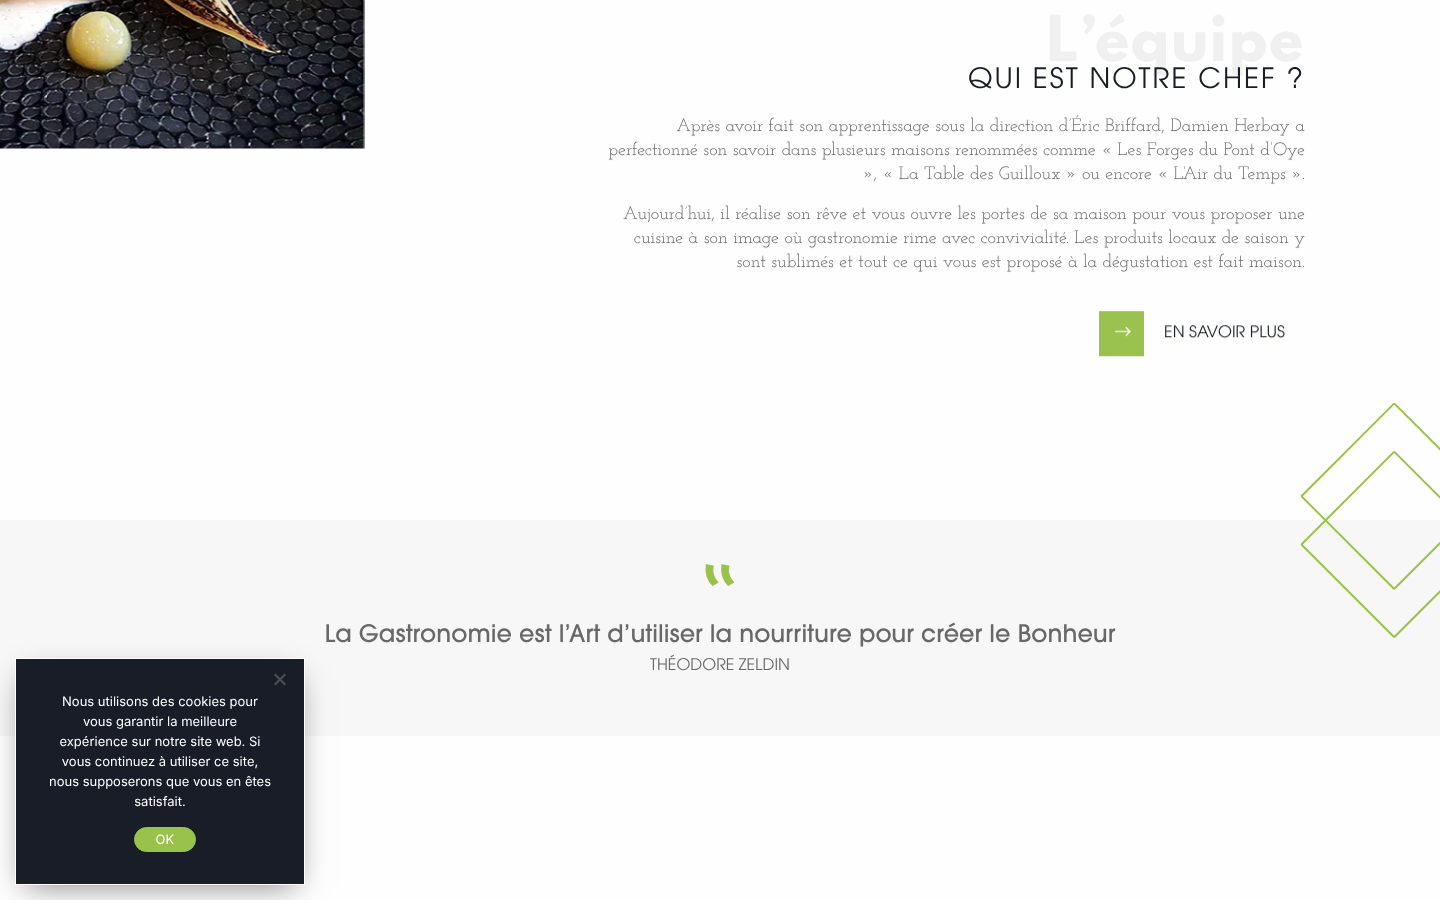 L’équipe
QUI EST NOTRE CHEF ?
Après avoir fait son apprentissage sous la direction d’Éric Briffard, Damien Herbay a
perfectionné son savoir dans plusieurs maisons renommées comme « Les Forges du Pont d’Oye
», « La Table des Guilloux » ou encore « L’Air du Temps ».
Aujourd’hui, il réalise son rêve et vous ouvre les portes de sa maison pour vous proposer une
cuisine à son image où gastronomie rime avec convivialité. Les produits locaux de saison y
sont sublimés et tout ce qui vous est proposé à la dégustation est fait maison.
→ EN SAVOIR PLUS
‟
La Gastronomie est l’Art d’utiliser la nourriture pour créer le Bonheur
THÉODORE ZELDIN
Nous utilisons des cookies pour
vous garantir la meilleure
expérience sur notre site web. Si
vous continuez à utiliser ce site,
nous supposerons que vous en êtes
satisfait.
OK